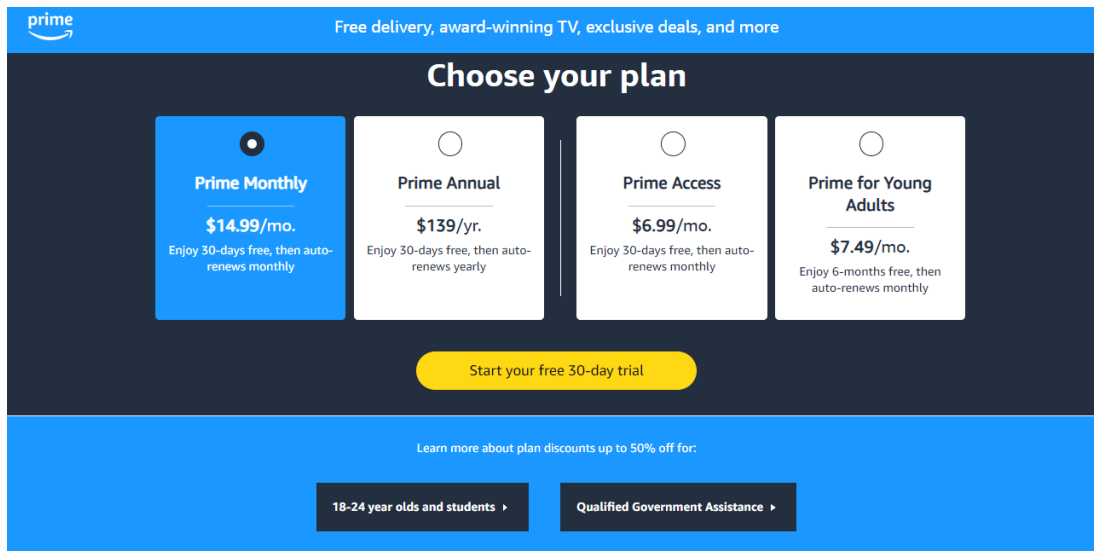 prime
Free delivery, award-winning TV, exclusive deals, and more
Choose your plan
Prime Monthly
$14.99/mo.
Enjoy 30-days free, then auto-
renews monthly
Prime Annual
$139/yr.
Enjoy 30-days free, then auto-
renews yearly
Prime Access
$6.99/mo.
Enjoy 30-days free, then auto-
renews monthly
Prime for Young
Adults
$7.49/mo.
Enjoy 6-months free, then
auto-renews monthly
Start your free 30-day trial
Learn more about plan discounts up to 50% off for:
18-24 year olds and students
Qualified Government Assistance